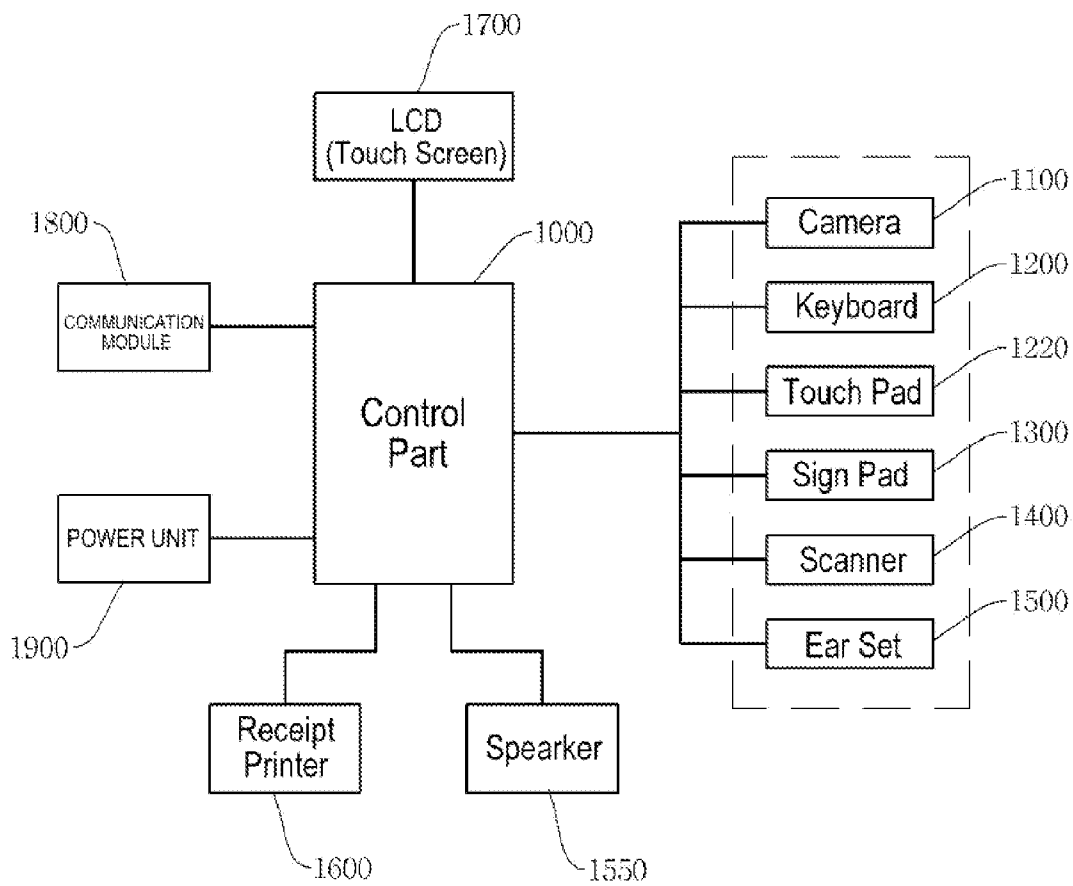 1700
LCD
(Touch Screen)
1800
1000
1100
Camera
COMMUNICATION
MODULE
1200
Keyboard
1220
Touch Pad
Control
Part
1300
Sign Pad
1400
POWER UNIT
Scanner
1500
1900
Ear Set
Receipt
Printer
Spearker
1600
1550